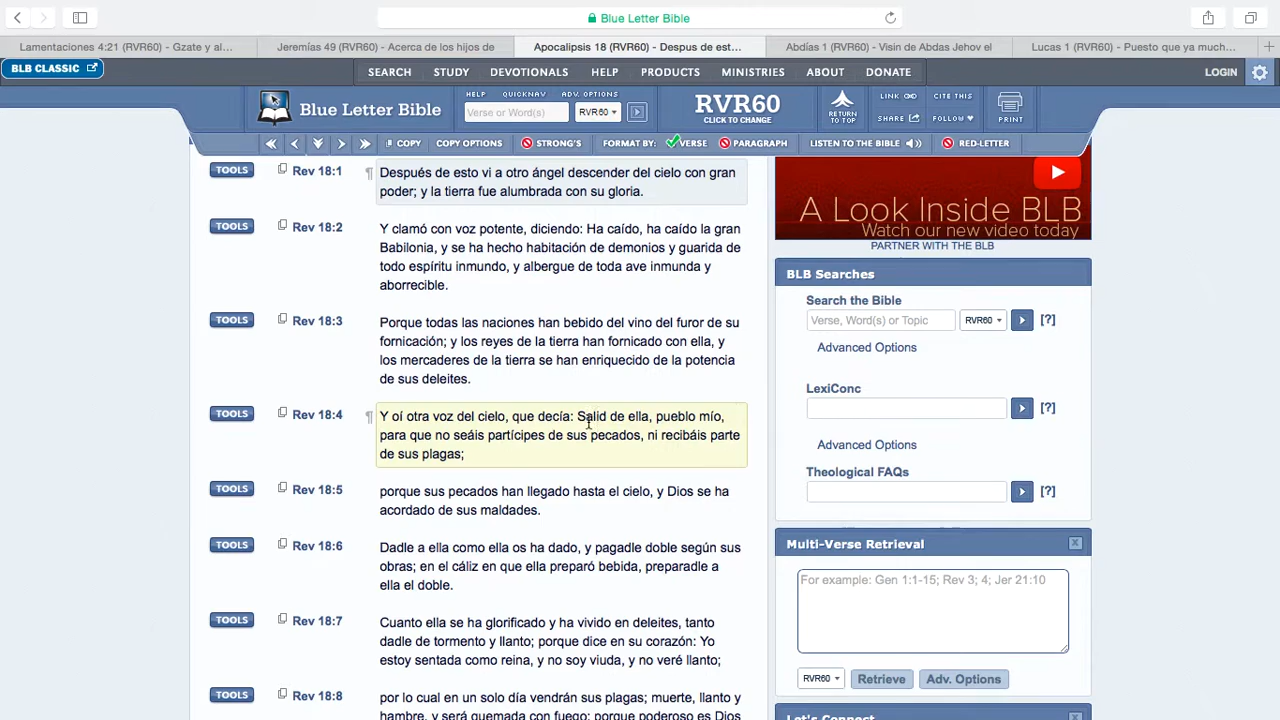 Blue Letter Bible
Lamentaciones 4:21 (RVR60) - Gzate y al...
Jeremías 49 (RVR60) - Acerca de los hijos de
Apocalipsis 18 (RVR60) - Despus de est...
Abdías 1 (RVR60) - Visin de Abdas Jehov el
Lucas 1 (RVR60) - Puesto que ya much...
BLB CLASSIC
SEARCH STUDY DEVOTIONALS HELP PRODUCTS MINISTRIES ABOUT DONATE
LOGIN
Blue Letter Bible
HELP QUICKNAV ADV. OPTIONS
Verse or Word(s) RVR60
RVR60
CLICK TO CHANGE
RETURN
TO TOP
LINK CITE THIS
SHARE FOLLOW
PRINT
COPY COPY OPTIONS STRONG'S FORMAT BY: VERSE PARAGRAPH LISTEN TO THE BIBLE RED-LETTER
TOOLS Rev 18:1 ¶ Después de esto vi a otro ángel descender del cielo con gran
poder; y la tierra fue alumbrada con su gloria.
TOOLS Rev 18:2 Y clamó con voz potente, diciendo: Ha caído, ha caído la gran
Babilonia, y se ha hecho habitación de demonios y guarida de
todo espíritu inmundo, y albergue de toda ave inmunda y
aborrecible.
TOOLS Rev 18:3 Porque todas las naciones han bebido del vino del furor de su
fornicación; y los reyes de la tierra han fornicado con ella, y
los mercaderes de la tierra se han enriquecido de la potencia
de sus deleites.
TOOLS Rev 18:4 ¶ Y oí otra voz del cielo, que decía: Salid de ella, pueblo mío,
para que no seáis partícipes de sus pecados, ni recibáis parte
de sus plagas;
TOOLS Rev 18:5 porque sus pecados han llegado hasta el cielo, y Dios se ha
acordado de sus maldades.
TOOLS Rev 18:6 Dadle a ella como ella os ha dado, y pagadle doble según sus
obras; en el cáliz en que ella preparó bebida, preparadle a
ella el doble.
TOOLS Rev 18:7 Cuanto ella se ha glorificado y ha vivido en deleites, tanto
dadle de tormento y llanto; porque dice en su corazón: Yo
estoy sentada como reina, y no soy viuda, y no veré llanto;
TOOLS Rev 18:8 por lo cual en un solo día vendrán sus plagas; muerte, llanto y
hambre, y será quemada con fuego; porque poderoso es Dios
A Look Inside BLB
Watch our new video today
PARTNER WITH THE BLB
BLB Searches
Search the Bible
Verse, Word(s) or Topic RVR60 [?]
Advanced Options
LexiConc
[?]
Advanced Options
Theological FAQs
[?]
Multi-Verse Retrieval X
For example: Gen 1:1-15; Rev 3; 4; Jer 21:10
RVR60 Retrieve Adv. Options
Let's Connect X